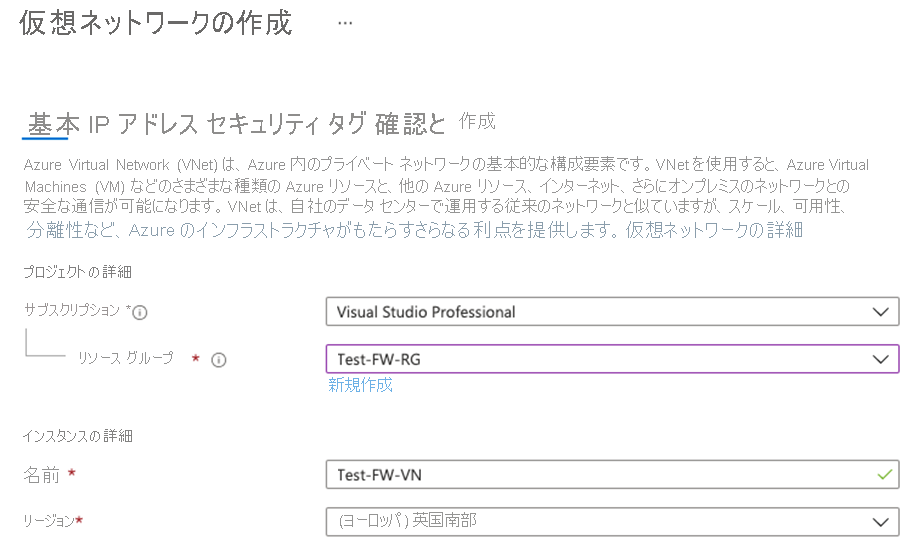 仮想ネットワークの作成 ...
基本 IP アドレス セキュリティ タグ 確認と 作成
Azure Virtual Network (VNet) は、Azure 内のプライベート ネットワークの基本的な構成要素です。VNet を使用すると、Azure Virtual
Machines (VM) などのさまざまな種類の Azure リソースと、他の Azure リソース、インターネット、さらにオンプレミスのネットワークとの
安全な通信が可能になります。VNet は、自社のデータ センターで運用する従来のネットワークと似ていますが、スケール、可用性、
分離性など、Azure のインフラストラクチャがもたらすさらなる利点を提供します。仮想ネットワークの詳細
プロジェクトの詳細
サブスクリプション *
Visual Studio Professional
リソース グループ *
Test-FW-RG
新規作成
インスタンスの詳細
名前 *
Test-FW-VN
リージョン*
(ヨーロッパ) 英国南部